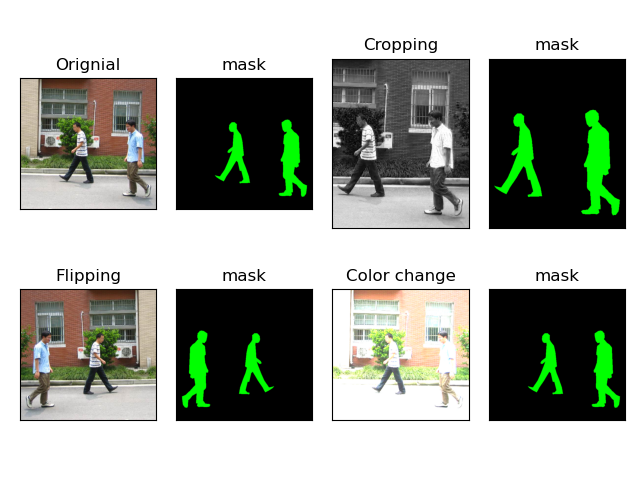 Orignial
mask
Cropping
mask
Flipping
mask
Color change
mask